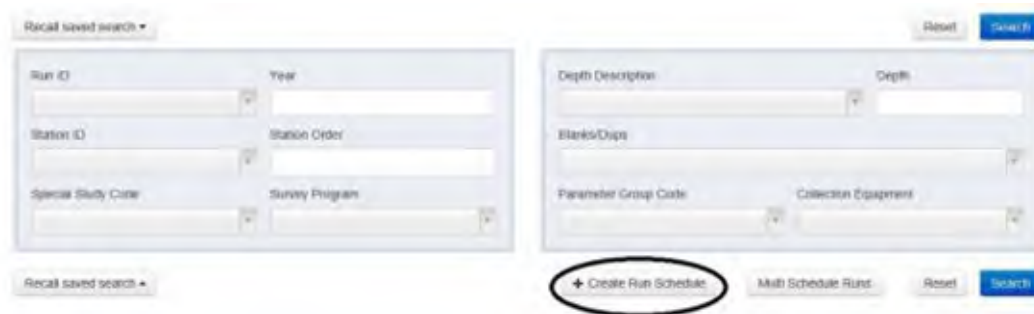 Recall saved search Reset Search
Run ID Year Depth Description Depth
Station ID Station Order Blanks/Dups
Special Study Code Survey Program Parameter Group Code Collection Equipment
Recall saved search + Create Run Schedule Multi Schedule Runs Reset Search